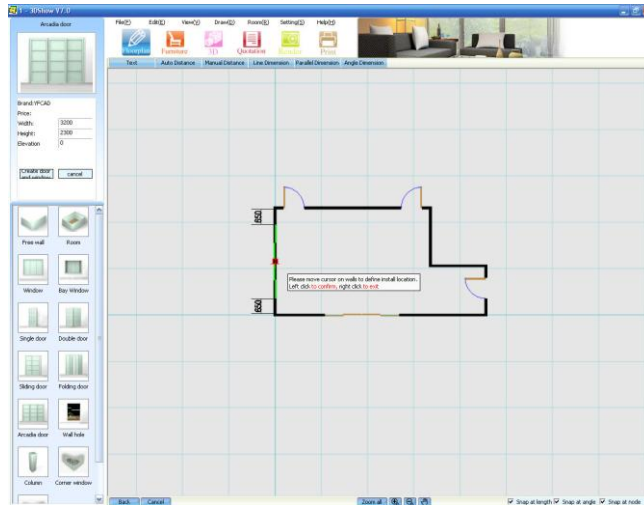 1 - 3DShow V7.0
Arcadia door
File(F) Edit(E) View(V) Draw(D) Room(R) Setting(I) Help(H)
Floorplan Furniture 3D Quotation Render Print
Text Auto Distance Manual Distance Line Dimension Parallel Dimension Angle Dimension
Brand:YFCAD
Price:
Width: 3200
Height: 2300
Elevation 0
Create door and window cancel
Free wall Room
Window Bay Window
Single door Double door
Sliding door Folding door
Arcadia door Wall hole
Column Corner window
650
Please move cursor on walls to define install location.
Left click to confirm, right click to exit
650
Back Cancel Zoom all Snap at length Snap at angle Snap at node